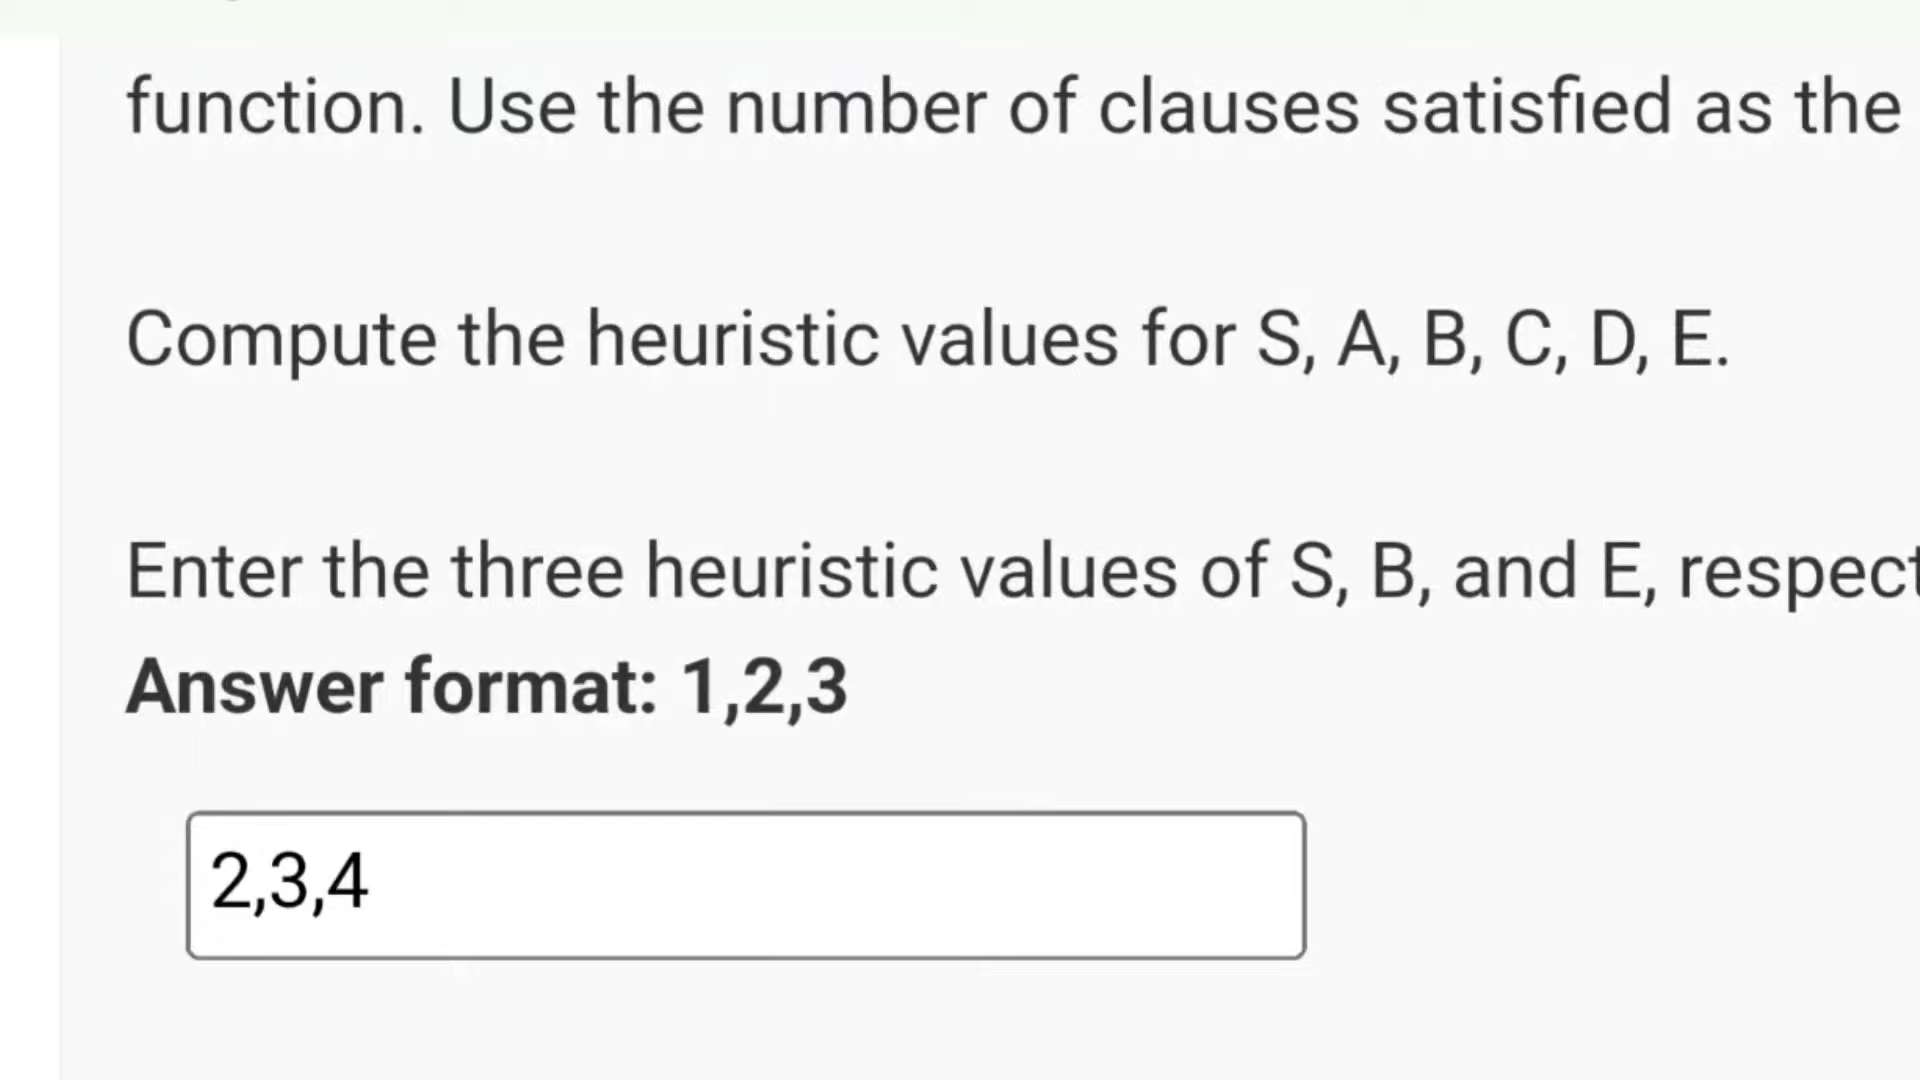 function. Use the number of clauses satisfied as the
Compute the heuristic values for S, A, B, C, D, E.
Enter the three heuristic values of S, B, and E,
Answer format: 1,2,3
2,3,4